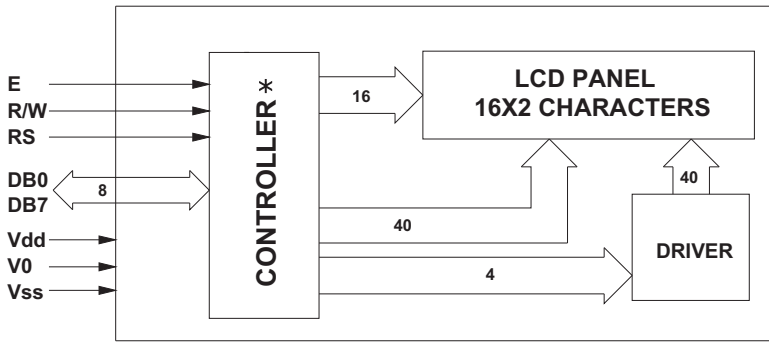 E
R/W
RS
DB0
DB7
8
Vdd
V0
Vss
CONTROLLER*
16
LCD PANEL
16X2 CHARACTERS
40
40
4
DRIVER